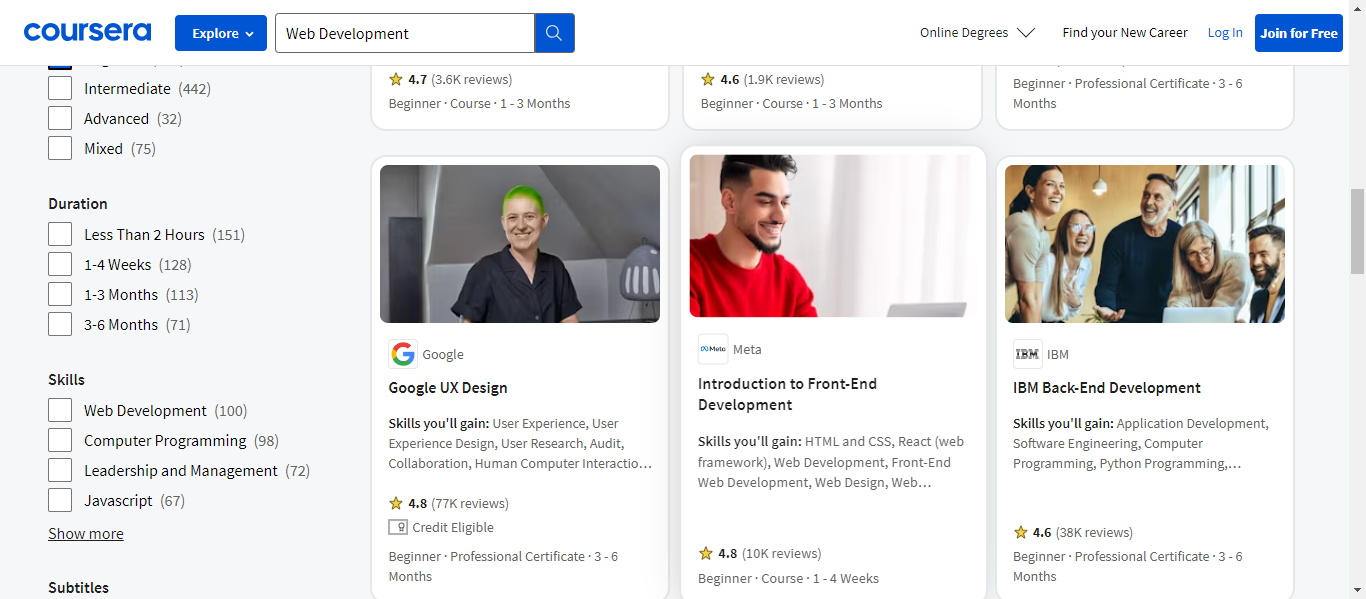 coursera
Explore
Web Development
Online Degrees
Find your New Career
Log In
Join for Free
Intermediate (442)
Advanced (32)
Mixed (75)
Duration
Less Than 2 Hours (151)
1-4 Weeks (128)
1-3 Months (113)
3-6 Months (71)
Skills
Web Development (100)
Computer Programming (98)
Leadership and Management (72)
Javascript (67)
Show more
Subtitles
4.7 (3.6K reviews)
Beginner · Course · 1 - 3 Months
4.6 (1.9K reviews)
Beginner · Course · 1 - 3 Months
Beginner · Professional Certificate · 3 - 6
Months
Google
Google UX Design
Skills you'll gain: User Experience, User
Experience Design, User Research, Audit,
Collaboration, Human Computer Interactio…
4.8 (77K reviews)
Credit Eligible
Beginner · Professional Certificate · 3 - 6
Months
Meta
Meta
Introduction to Front-End
Development
Skills you'll gain: HTML and CSS, React (web
framework), Web Development, Front-End
Web Development, Web Design, Web…
4.8 (10K reviews)
Beginner · Course · 1 - 4 Weeks
IBM
IBM
IBM Back-End Development
Skills you'll gain: Application Development,
Software Engineering, Computer
Programming, Python Programming,…
4.6 (38K reviews)
Beginner · Professional Certificate · 3 - 6
Months